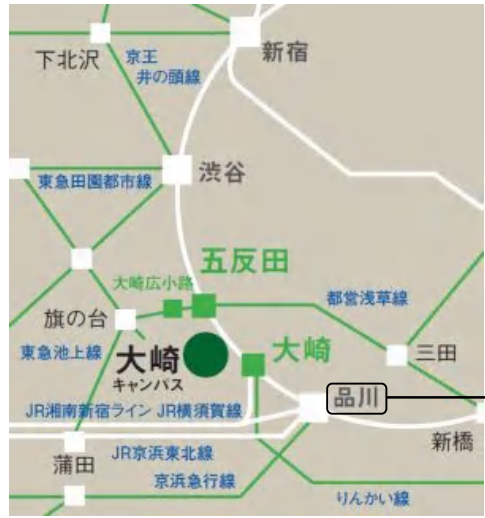 新宿
下北沢
京王
井の頭線
渋谷
東急田園都市線
五反田
大崎広小路
都営浅草線
旗の台
大崎
キャンパス
大崎
三田
東急池上線
品川
JR湘南新宿ライン JR横須賀線
新橋
蒲田
JR京浜東北線
京浜急行線
りんかい線